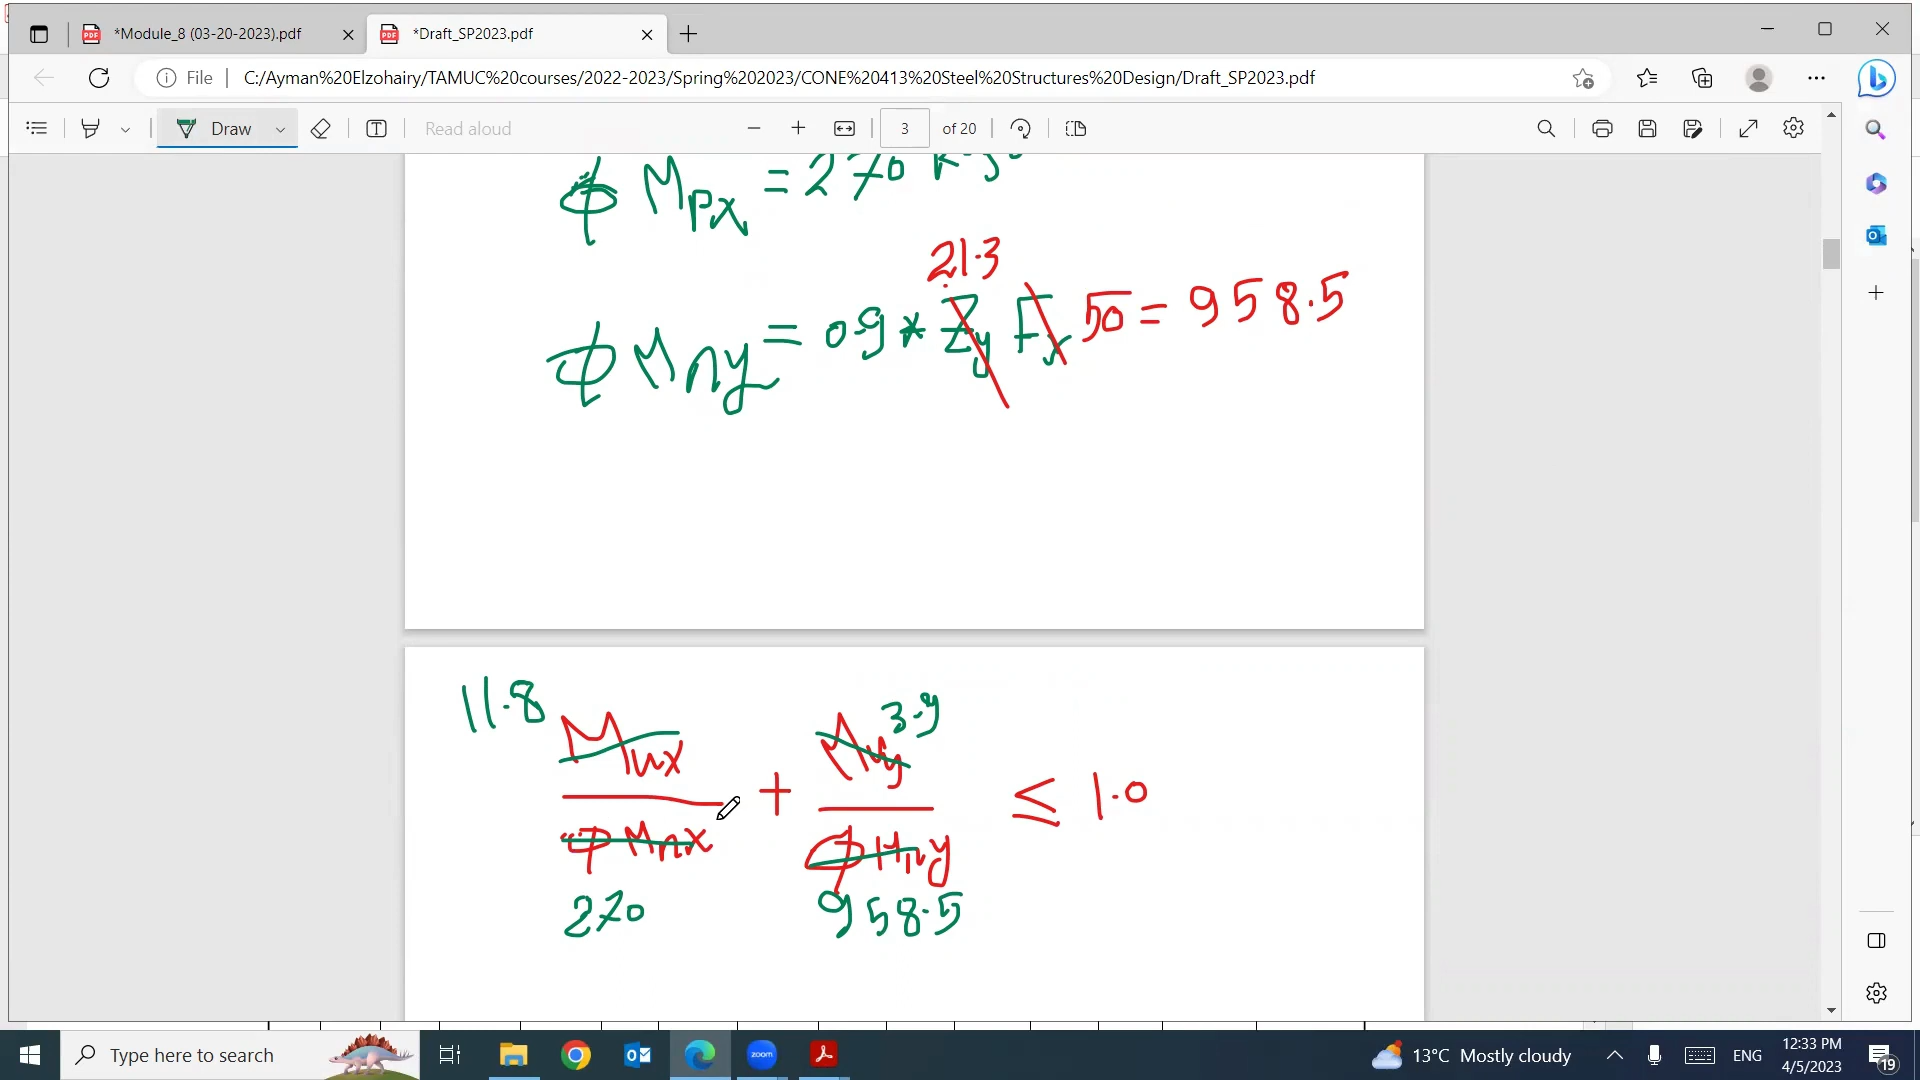 *Module_8 (03-20-2023).pdf
*Draft_SP2023.pdf
File C:/Ayman%20Elzohairy/TAMUC%20courses/2022-2023/Spring%202023/CONE%20413%20Steel%20Structures%20Design/Draft_SP2023.pdf
Draw Read aloud 3 of 20
ϕ Mpx = 270
21.3
ϕ Mny = 0.9 * Zy Fy 50 = 958.5
11.8 Mux + Muy 3.9 ≤ 1.0
ϕ Mnx ϕ Mny
270 958.5
Type here to search
zoom
13°C Mostly cloudy
ENG
12:33 PM
4/5/2023
19